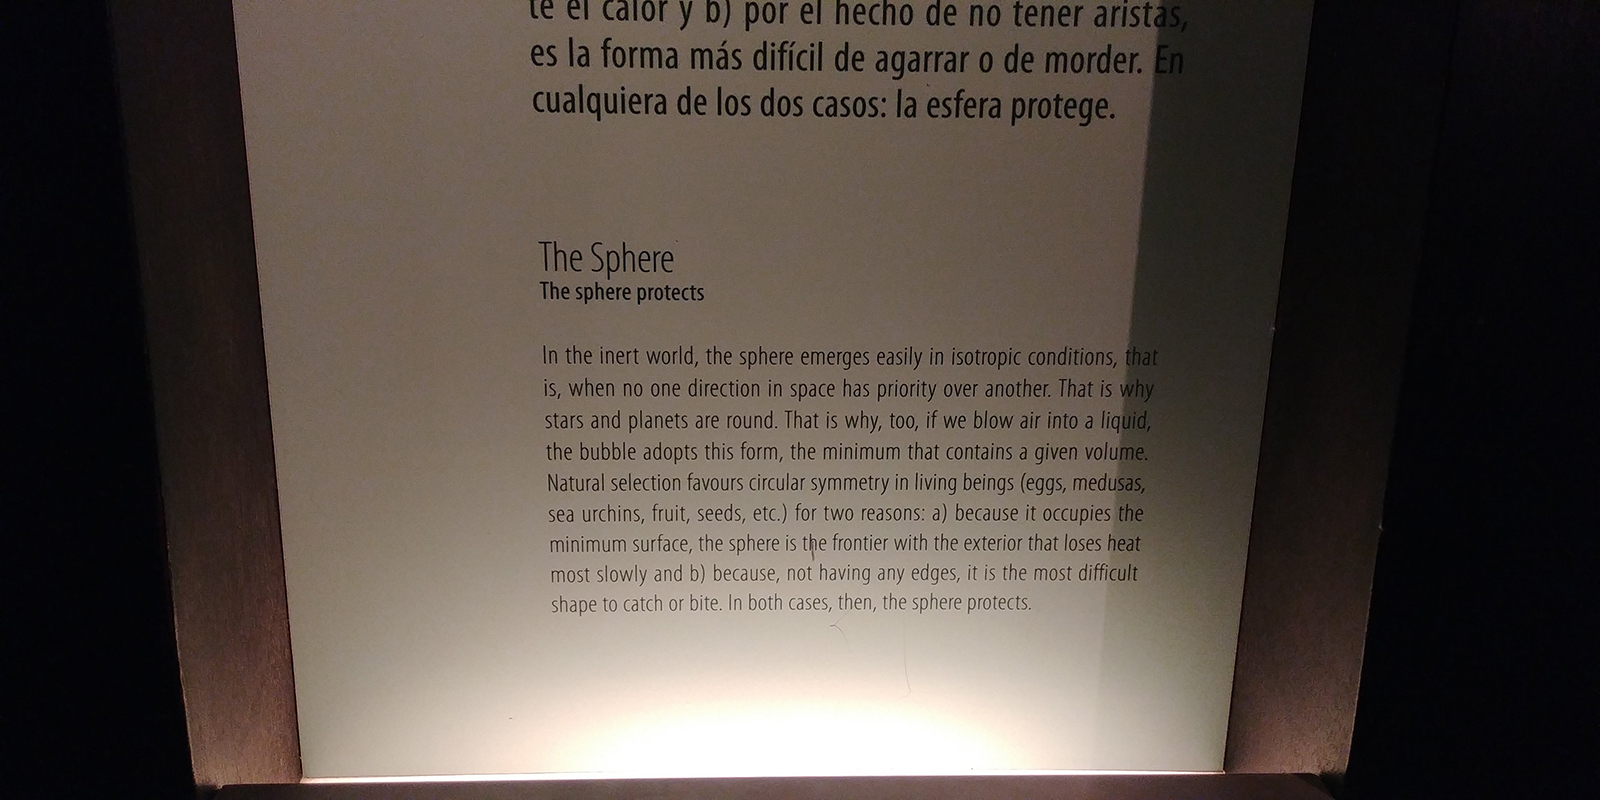 te el calor y b) por el hecho de no tener aristas,
es la forma más difícil de agarrar o de morder. En
cualquiera de los dos casos: la esfera protege.
The Sphere
The sphere protects
In the inert world, the sphere emerges easily in isotropic conditions, that
is, when no one direction in space has priority over another. That is why
stars and planets are round. That is why, too, if we blow air into a liquid,
the bubble adopts this form, the minimum that contains a given volume.
Natural selection favours circular symmetry in living beings (eggs, medusas,
sea urchins, fruit, seeds, etc.) for two reasons: a) because it occupies the
minimum surface, the sphere is the frontier with the exterior that loses heat
most slowly and b) because, not having any edges, it is the most difficult
shape to catch or bite. In both cases, then, the sphere protects.